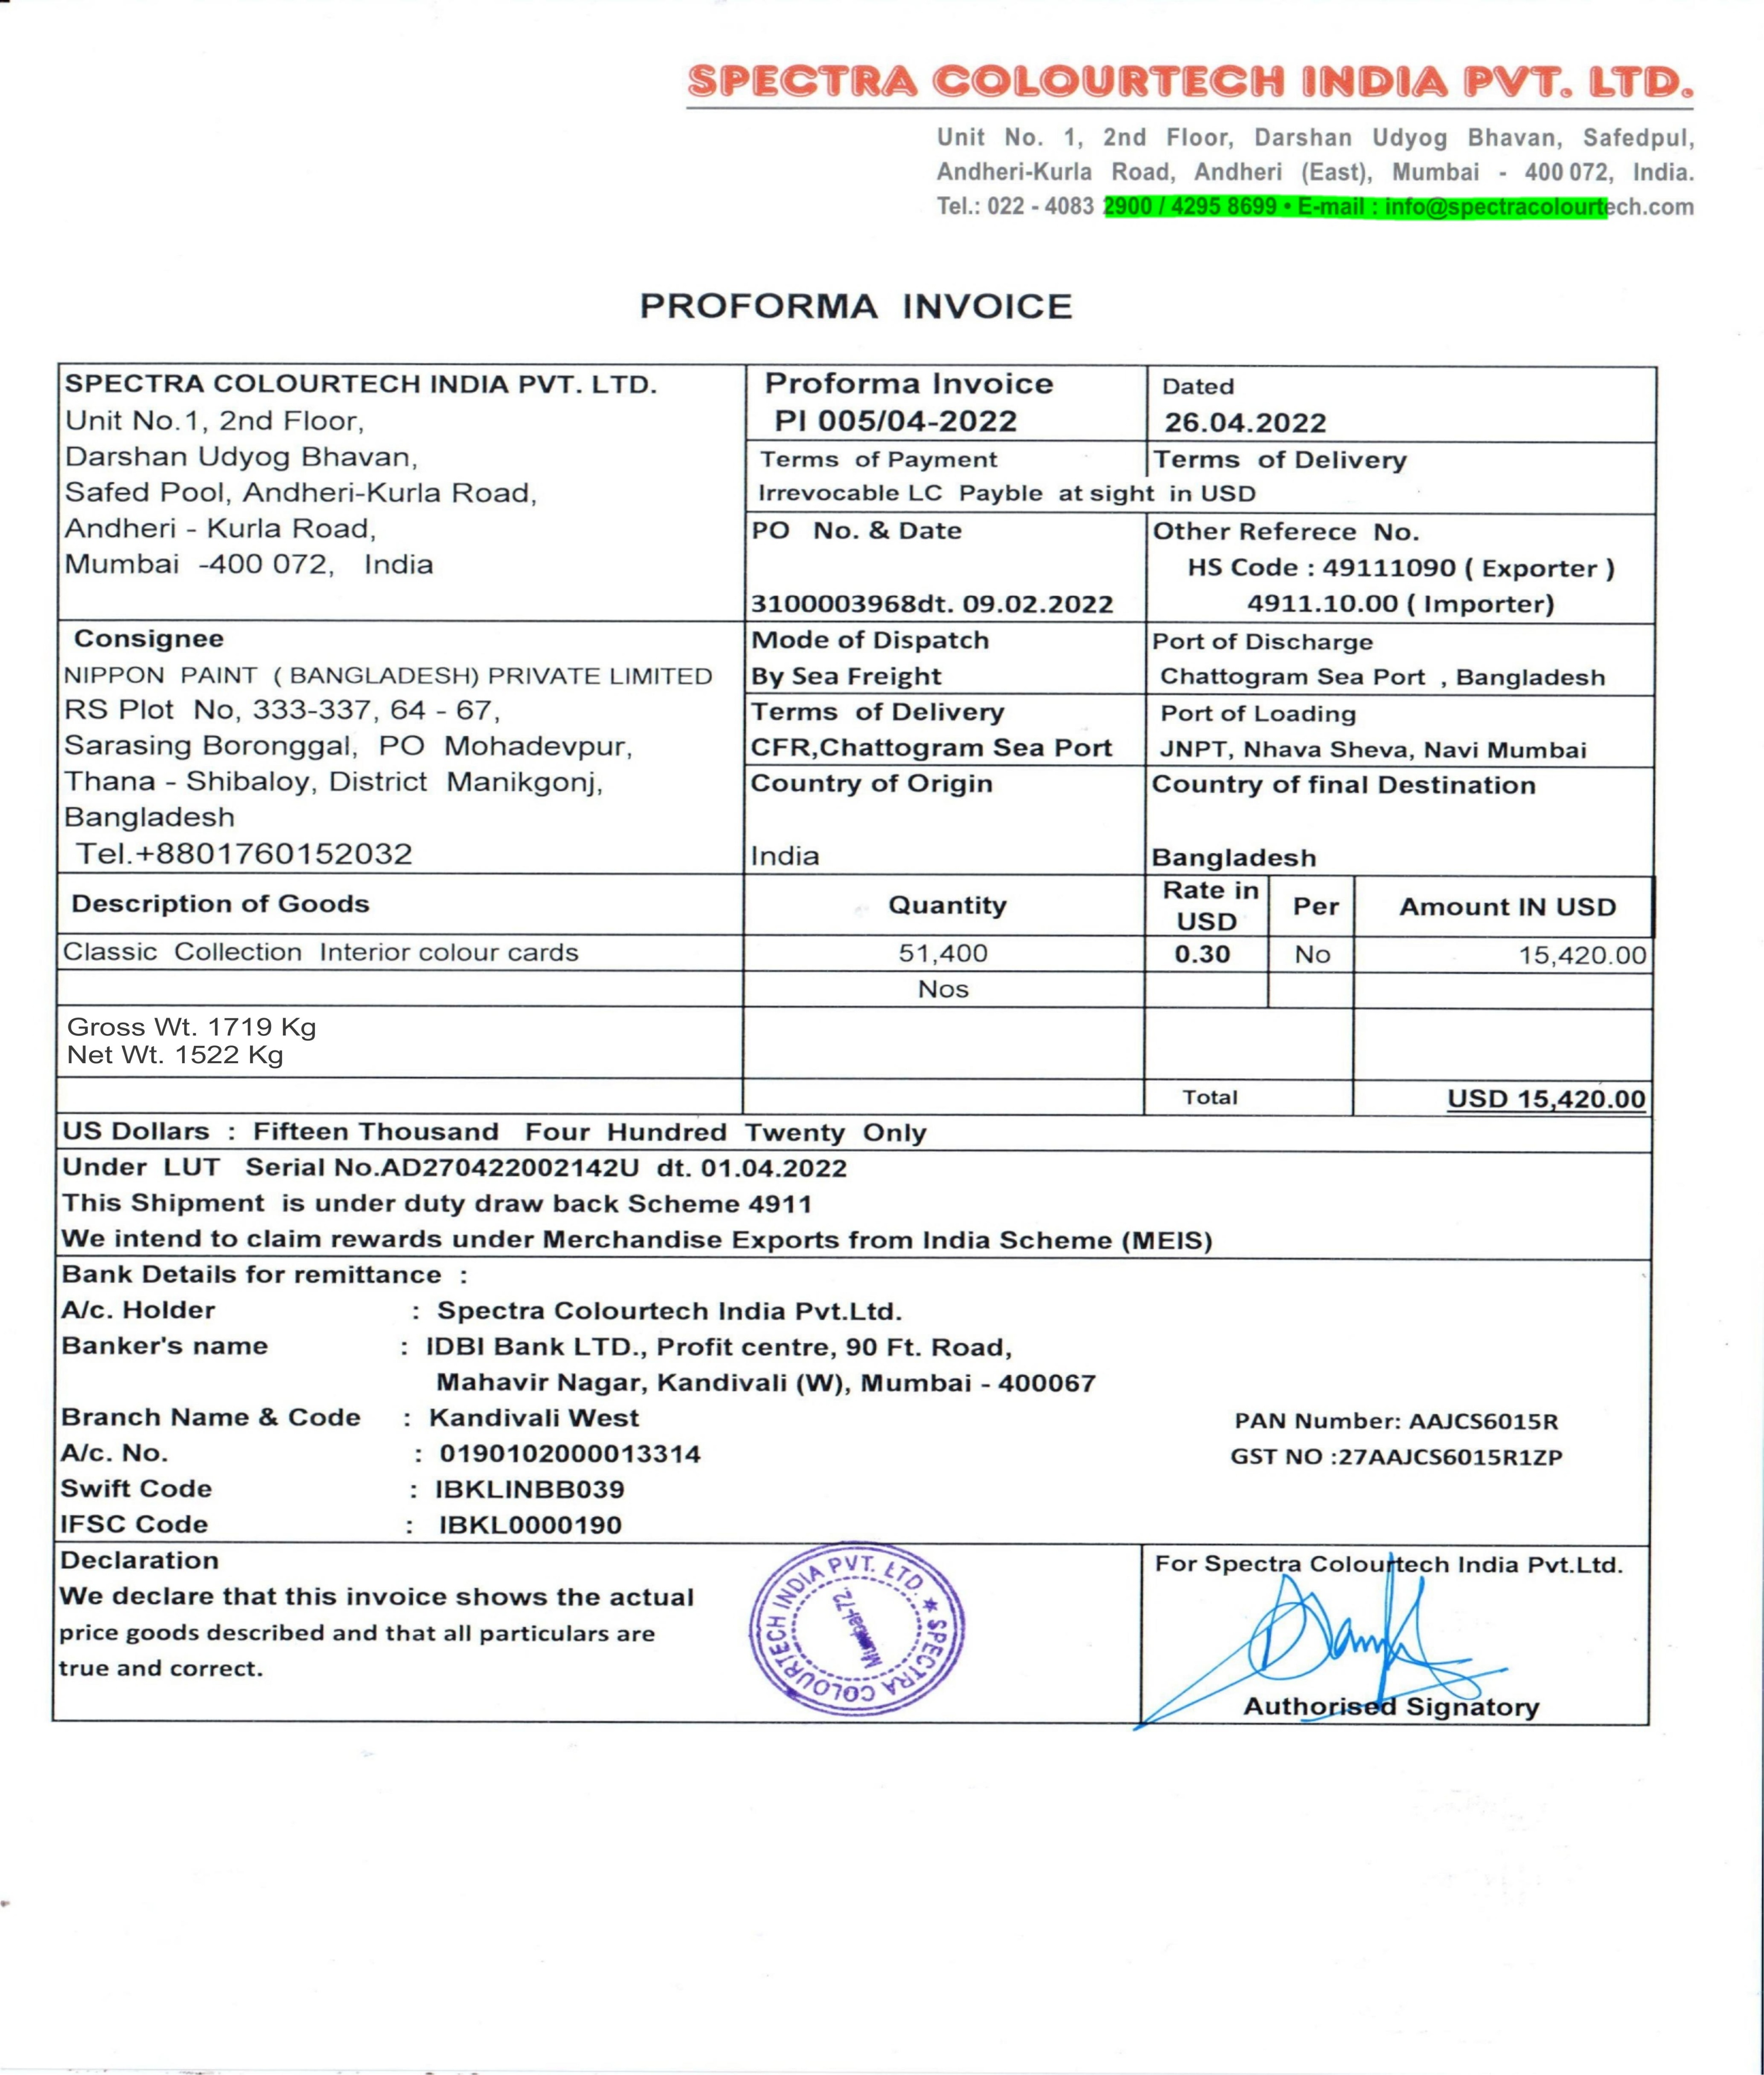 SPECTRA COLOURTECH INDIA PVT. LTD.
Unit No. 1, 2nd Floor, Darshan Udyog Bhavan, Safedpul,
Andheri-Kurla Road, Andheri (East), Mumbai - 400 072, India.
Tel.: 022 - 4083 2900 / 4295 8699 • E-mail : info@spectracolourtech.com
PROFORMA INVOICE
SPECTRA COLOURTECH INDIA PVT. LTD.
Unit No.1, 2nd Floor,
Darshan Udyog Bhavan,
Safed Pool, Andheri-Kurla Road,
Andheri - Kurla Road,
Mumbai -400 072, India
Proforma Invoice
PI 005/04-2022
Dated
26.04.2022
Terms of Payment
Terms of Delivery
Irrevocable LC Payble at sight in USD
PO No. & Date
3100003968dt. 09.02.2022
Other Referece No.
HS Code : 49111090 ( Exporter )
4911.10.00 ( Importer)
Consignee
NIPPON PAINT ( BANGLADESH) PRIVATE LIMITED
RS Plot No, 333-337, 64 - 67,
Sarasing Boronggal, PO Mohadevpur,
Thana - Shibaloy, District Manikgonj,
Bangladesh
Tel.+8801760152032
Mode of Dispatch
By Sea Freight
Port of Discharge
Chattogram Sea Port , Bangladesh
Terms of Delivery
CFR,Chattogram Sea Port
Port of Loading
JNPT, Nhava Sheva, Navi Mumbai
Country of Origin
India
Country of final Destination
Bangladesh
Description of Goods Quantity Rate in USD Per Amount IN USD
Classic Collection Interior colour cards 51,400 0.30 No 15,420.00
Nos
Gross Wt. 1719 Kg
Net Wt. 1522 Kg
Total USD 15,420.00
US Dollars : Fifteen Thousand Four Hundred Twenty Only
Under LUT Serial No.AD270422002142U dt. 01.04.2022
This Shipment is under duty draw back Scheme 4911
We intend to claim rewards under Merchandise Exports from India Scheme (MEIS)
Bank Details for remittance :
A/c. Holder : Spectra Colourtech India Pvt.Ltd.
Banker's name : IDBI Bank LTD., Profit centre, 90 Ft. Road,
Mahavir Nagar, Kandivali (W), Mumbai - 400067
Branch Name & Code : Kandivali West
PAN Number: AAJCS6015R
A/c. No. : 0190102000013314
GST NO :27AAJCS6015R1ZP
Swift Code : IBKLINBB039
IFSC Code : IBKL0000190
Declaration
We declare that this invoice shows the actual
price goods described and that all particulars are
true and correct.
SPECTRA COLOURTECH INDIA PVT. LTD. ★
Mumbai-72.
For Spectra Colourtech India Pvt.Ltd.
Authorised Signatory